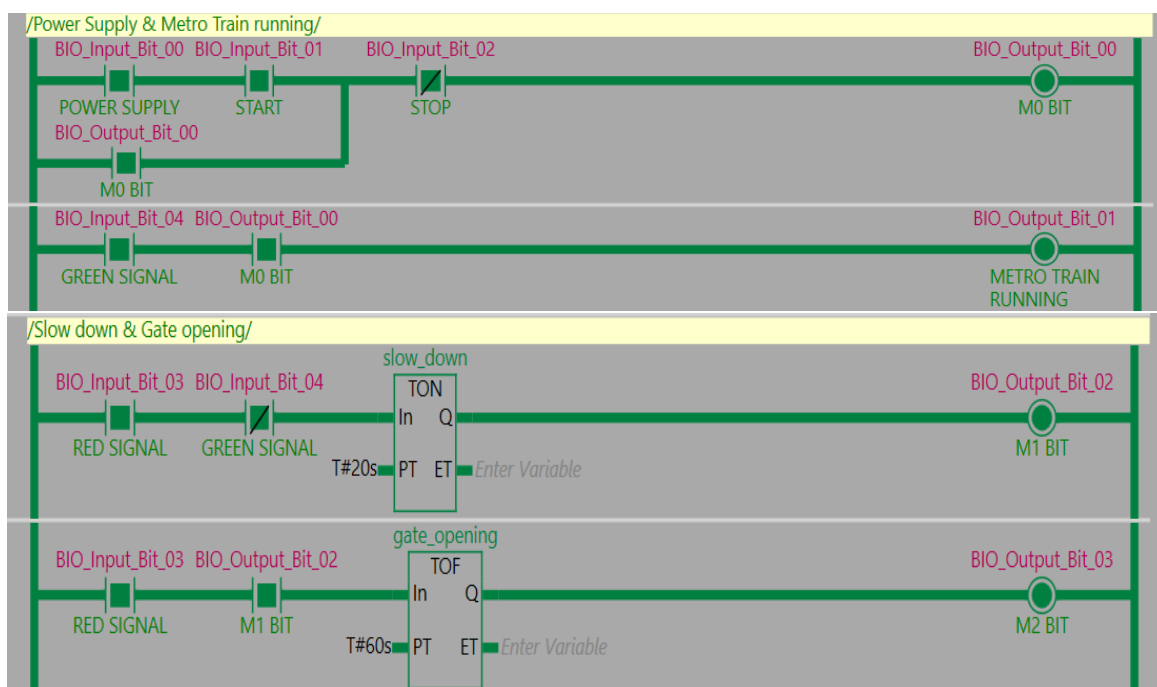 /Power Supply & Metro Train running/
BIO_Input_Bit_00 BIO_Input_Bit_01 BIO_Input_Bit_02 BIO_Output_Bit_00
POWER SUPPLY START STOP M0 BIT
BIO_Output_Bit_00
M0 BIT
BIO_Input_Bit_04 BIO_Output_Bit_00 BIO_Output_Bit_01
GREEN SIGNAL M0 BIT METRO TRAIN
RUNNING
/Slow down & Gate opening/
slow_down
BIO_Input_Bit_03 BIO_Input_Bit_04 TON BIO_Output_Bit_02
In Q
RED SIGNAL GREEN SIGNAL M1 BIT
T#20s PT ET Enter Variable
gate_opening
BIO_Input_Bit_03 BIO_Output_Bit_02 TOF BIO_Output_Bit_03
In Q
RED SIGNAL M1 BIT M2 BIT
T#60s PT ET Enter Variable